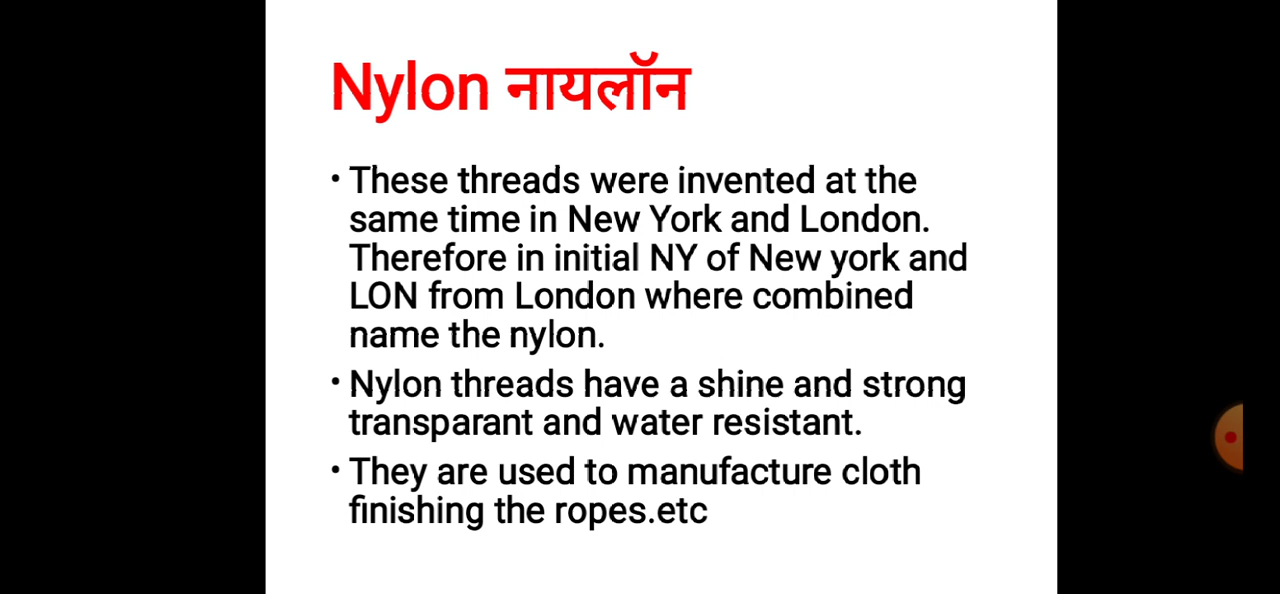 Nylon नायलॉन
• These threads were invented at the
same time in New York and London.
Therefore in initial NY of New york and
LON from London where combined
name the nylon.
• Nylon threads have a shine and strong
transparant and water resistant.
• They are used to manufacture cloth
finishing the ropes.etc